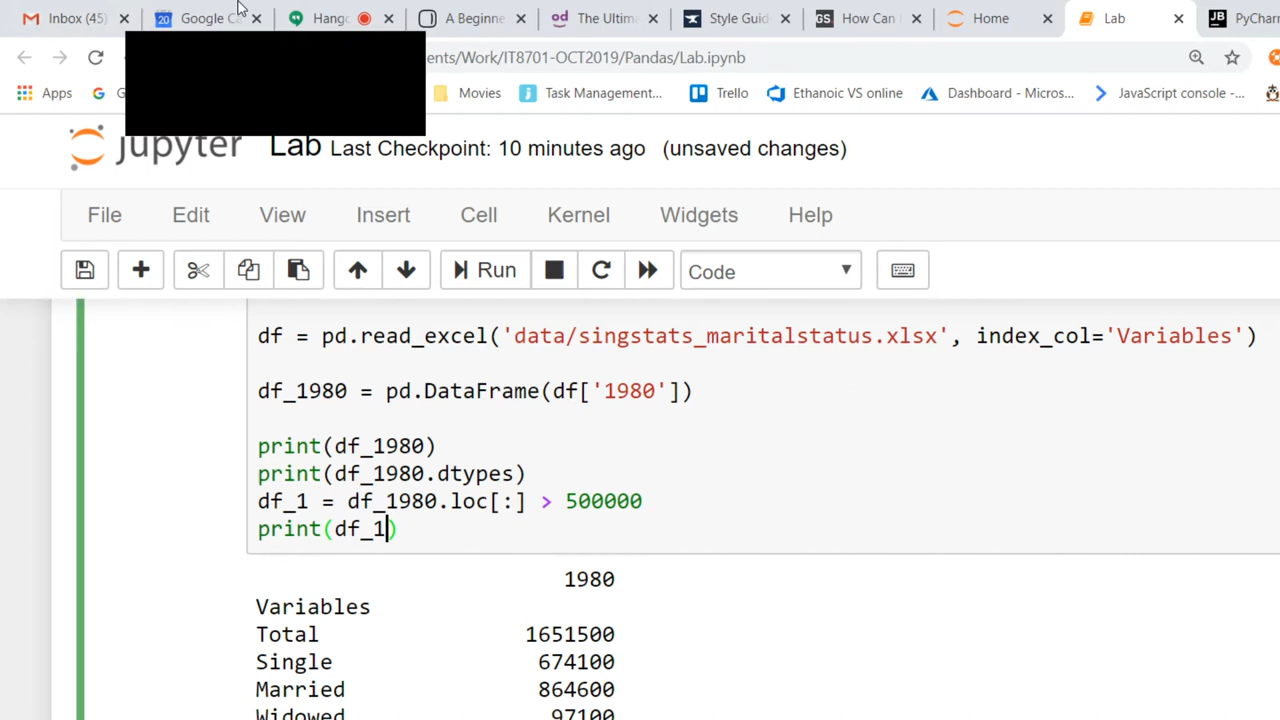 Inbox (45)
Google C
Hang
A Beginne
The Ultim
Style Guid
How Can
Home
Lab
PyCharm
ents/Work/IT8701-OCT2019/Pandas/Lab.ipynb
Apps
Movies
Task Management...
Trello
Ethanoic VS online
Dashboard - Micros...
JavaScript console -...
jupyter Lab Last Checkpoint: 10 minutes ago (unsaved changes)
File Edit View Insert Cell Kernel Widgets Help
Run Code
df = pd.read_excel('data/singstats_maritalstatus.xlsx', index_col='Variables')
df_1980 = pd.DataFrame(df['1980'])
print(df_1980)
print(df_1980.dtypes)
df_1 = df_1980.loc[:] > 500000
print(df_1)
1980
Variables
Total 1651500
Single 674100
Married 864600
Widowed 97100